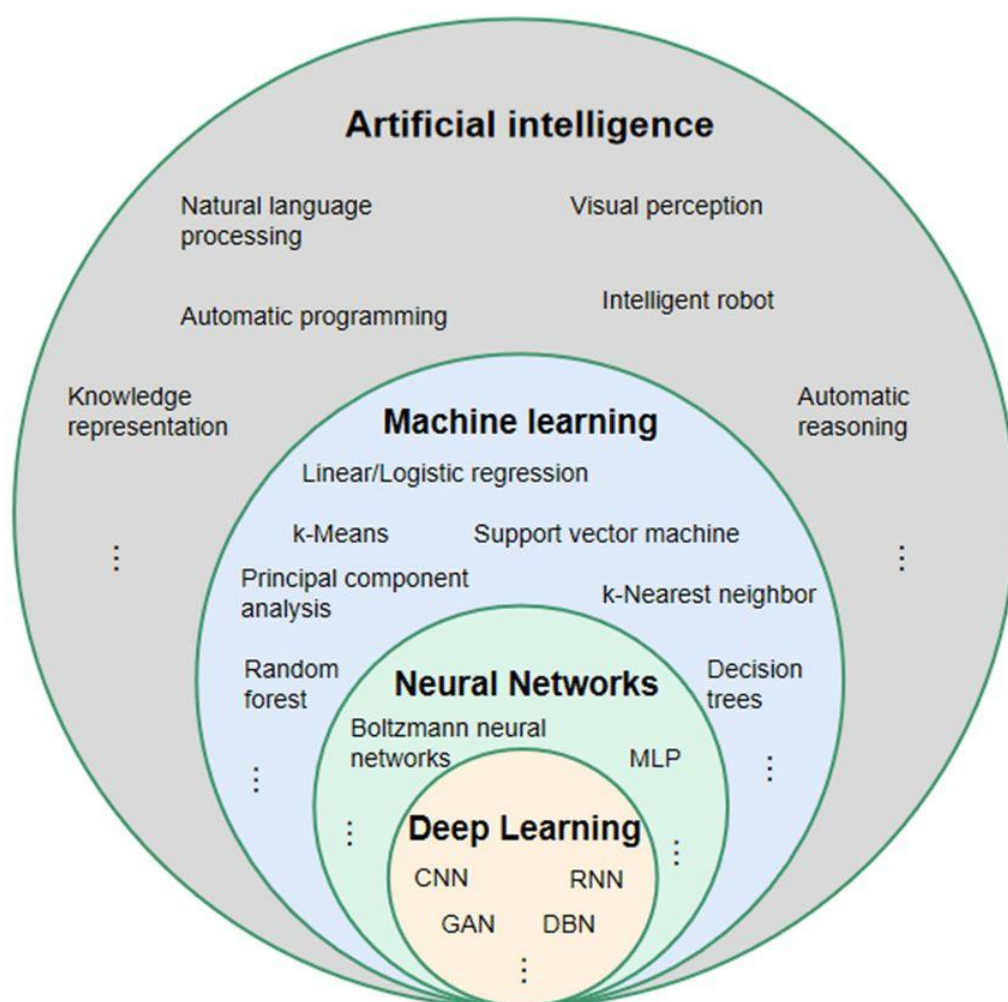 Artificial intelligence
Natural language
processing
Visual perception
Automatic programming
Intelligent robot
Knowledge
representation
Automatic
reasoning
⋮
⋮
Machine learning
Linear/Logistic regression
k-Means
Support vector machine
Principal component
analysis
k-Nearest neighbor
Random
forest
Decision
trees
⋮
⋮
Neural Networks
Boltzmann neural
networks
MLP
⋮
⋮
Deep Learning
CNN
RNN
GAN
DBN
⋮